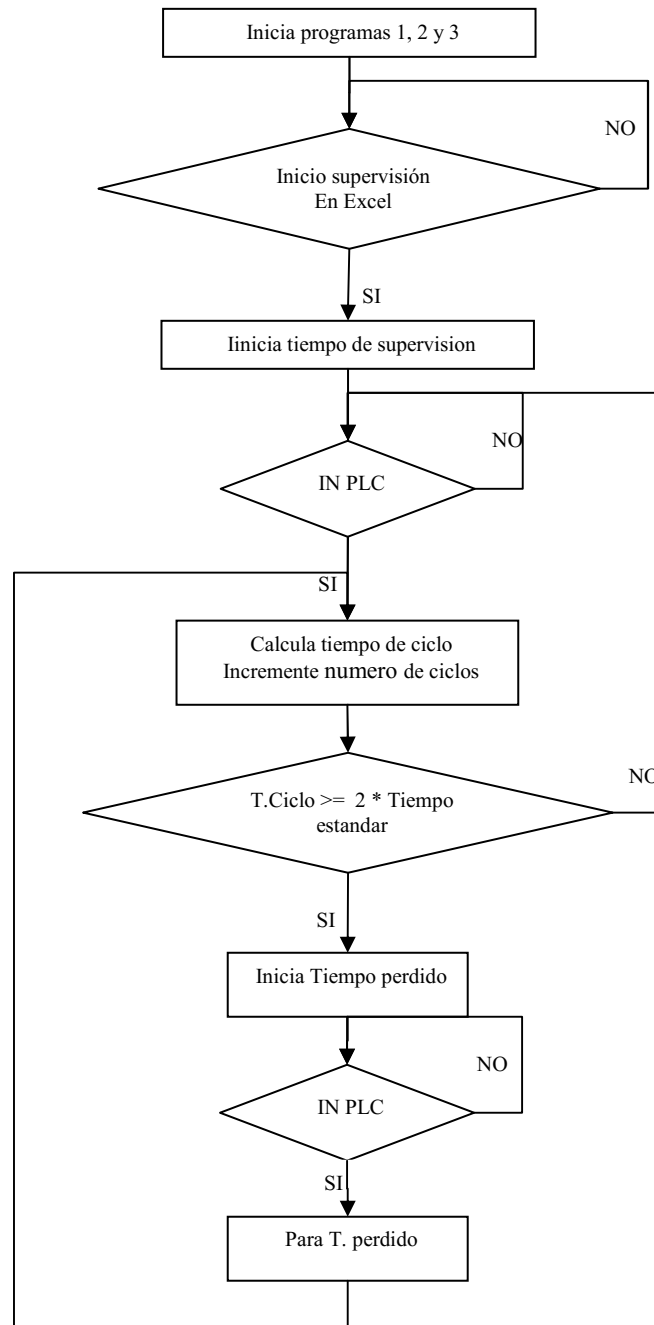 Inicia programas 1, 2 y 3
NO
Inicio supervisión
En Excel
SI
Iinicia tiempo de supervision
NO
IN PLC
SI
Calcula tiempo de ciclo
Incremente numero de ciclos
NO
T.Ciclo >= 2 * Tiempo
estandar
SI
Inicia Tiempo perdido
NO
IN PLC
SI
Para T. perdido